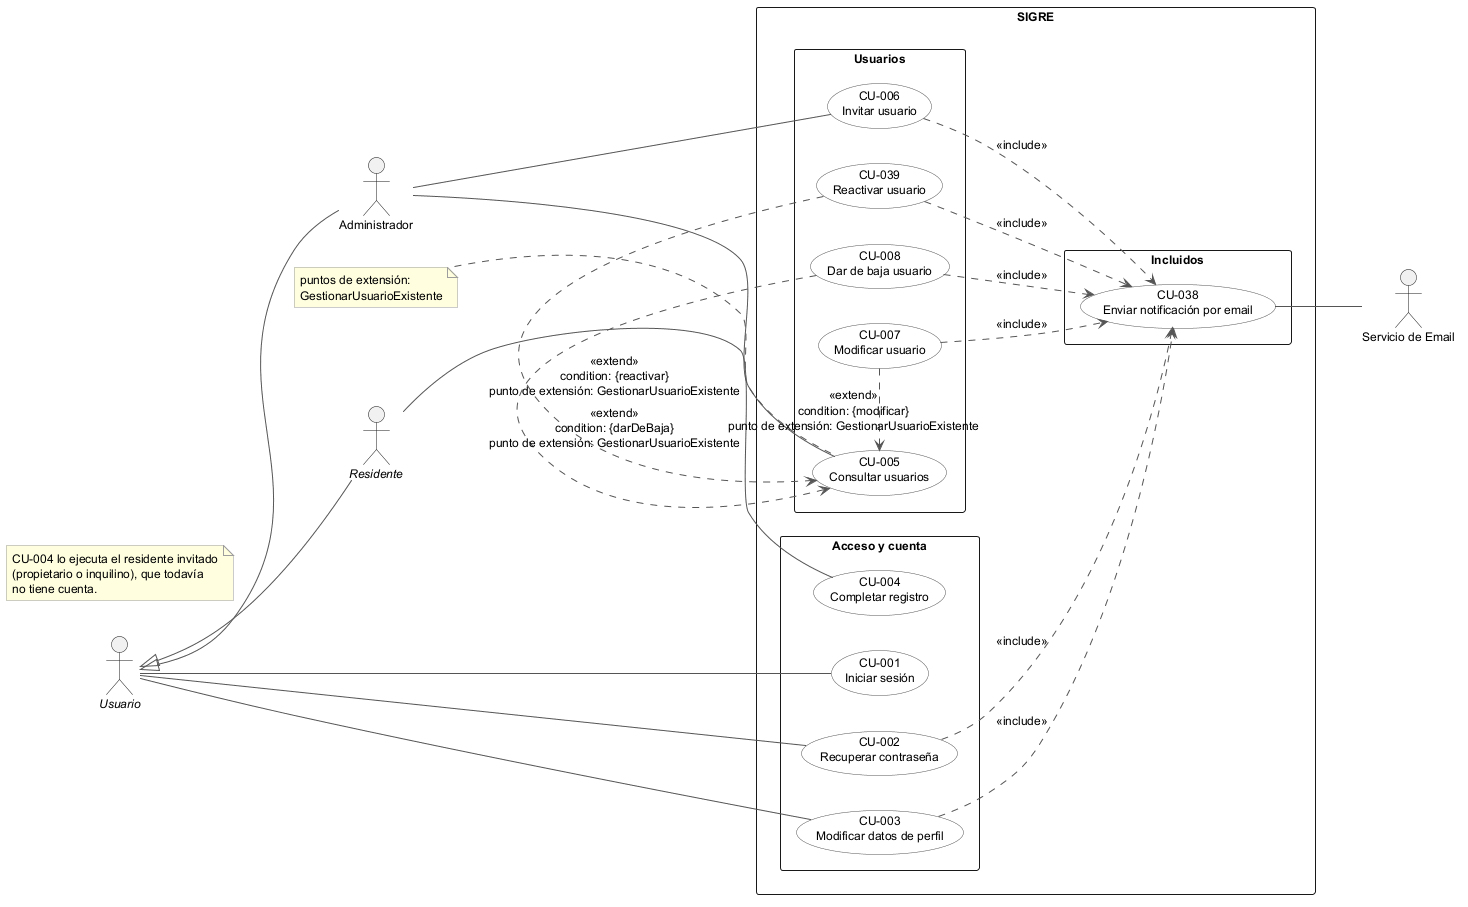 SIGRE
Usuarios
CU-006
Invitar usuario
«include»
CU-039
Reactivar usuario
«include»
Administrador
CU-008
Dar de baja usuario
«include»
Incluidos
CU-038
Enviar notificación por email
Servicio de Email
puntos de extensión:
GestionarUsuarioExistente
CU-007
Modificar usuario
«include»
«extend»
condition: {reactivar}
punto de extensión: GestionarUsuarioExistente
«extend»
condition: {modificar}
punto de extensión: GestionarUsuarioExistente
«extend»
condition: {darDeBaja}
punto de extensión: GestionarUsuarioExistente
Residente
CU-005
Consultar usuarios
CU-004 lo ejecuta el residente invitado
(propietario o inquilino), que todavía
no tiene cuenta.
Acceso y cuenta
CU-004
Completar registro
«include»
CU-001
Iniciar sesión
Usuario
«include»
CU-002
Recuperar contraseña
CU-003
Modificar datos de perfil